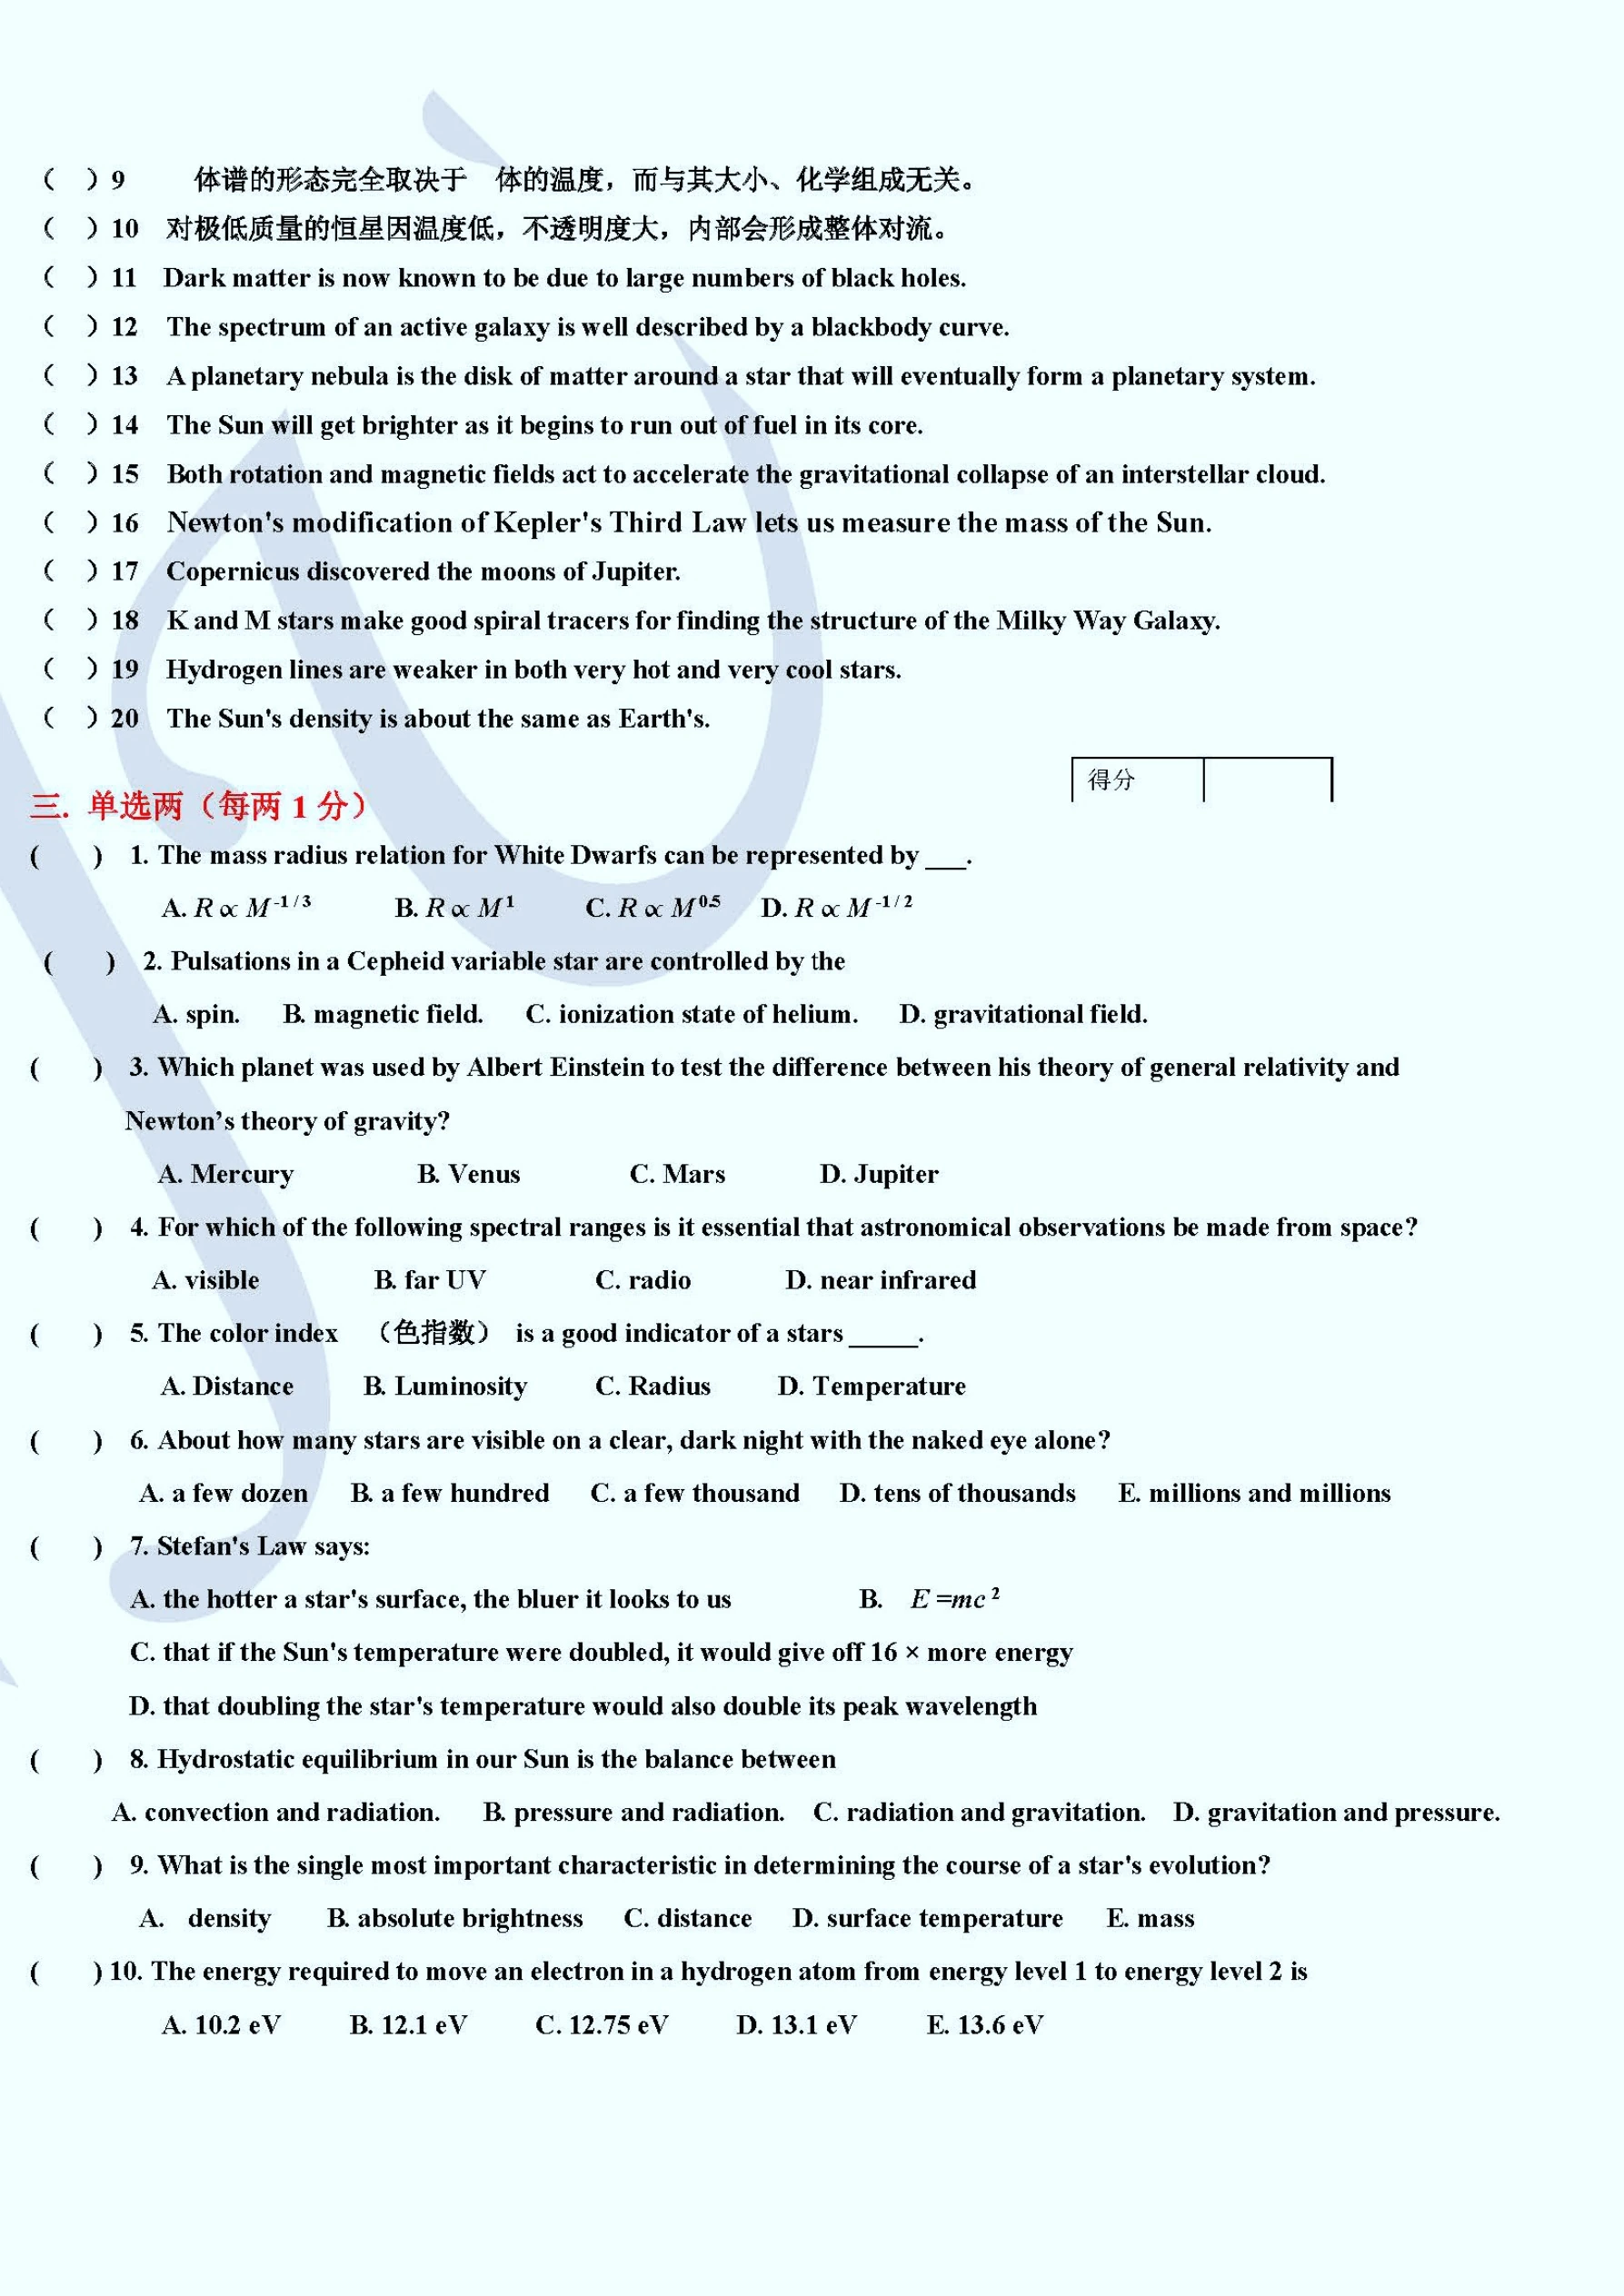 （ ）9 体谱的形态完全取决于 体的温度，而与其大小、化学组成无关。
（ ）10 对极低质量的恒星因温度低，不透明度大，内部会形成整体对流。
（ ）11 Dark matter is now known to be due to large numbers of black holes.
（ ）12 The spectrum of an active galaxy is well described by a blackbody curve.
（ ）13 A planetary nebula is the disk of matter around a star that will eventually form a planetary system.
（ ）14 The Sun will get brighter as it begins to run out of fuel in its core.
（ ）15 Both rotation and magnetic fields act to accelerate the gravitational collapse of an interstellar cloud.
（ ）16 Newton's modification of Kepler's Third Law lets us measure the mass of the Sun.
（ ）17 Copernicus discovered the moons of Jupiter.
（ ）18 K and M stars make good spiral tracers for finding the structure of the Milky Way Galaxy.
（ ）19 Hydrogen lines are weaker in both very hot and very cool stars.
（ ）20 The Sun's density is about the same as Earth's.
得分
三. 单选两（每两 1 分）
( ) 1. The mass radius relation for White Dwarfs can be represented by ___.
A. R ∝ M^-1/3 B. R ∝ M^1 C. R ∝ M^0.5 D. R ∝ M^-1/2
( ) 2. Pulsations in a Cepheid variable star are controlled by the
A. spin. B. magnetic field. C. ionization state of helium. D. gravitational field.
( ) 3. Which planet was used by Albert Einstein to test the difference between his theory of general relativity and
Newton’s theory of gravity?
A. Mercury B. Venus C. Mars D. Jupiter
( ) 4. For which of the following spectral ranges is it essential that astronomical observations be made from space?
A. visible B. far UV C. radio D. near infrared
( ) 5. The color index （色指数） is a good indicator of a stars _____.
A. Distance B. Luminosity C. Radius D. Temperature
( ) 6. About how many stars are visible on a clear, dark night with the naked eye alone?
A. a few dozen B. a few hundred C. a few thousand D. tens of thousands E. millions and millions
( ) 7. Stefan's Law says:
A. the hotter a star's surface, the bluer it looks to us B. E =mc ²
C. that if the Sun's temperature were doubled, it would give off 16 × more energy
D. that doubling the star's temperature would also double its peak wavelength
( ) 8. Hydrostatic equilibrium in our Sun is the balance between
A. convection and radiation. B. pressure and radiation. C. radiation and gravitation. D. gravitation and pressure.
( ) 9. What is the single most important characteristic in determining the course of a star's evolution?
A. density B. absolute brightness C. distance D. surface temperature E. mass
( ) 10. The energy required to move an electron in a hydrogen atom from energy level 1 to energy level 2 is
A. 10.2 eV B. 12.1 eV C. 12.75 eV D. 13.1 eV E. 13.6 eV